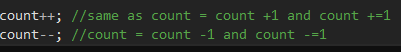 count++; //same as count = count +1 and count +=1
count--; //count = count -1 and count -=1